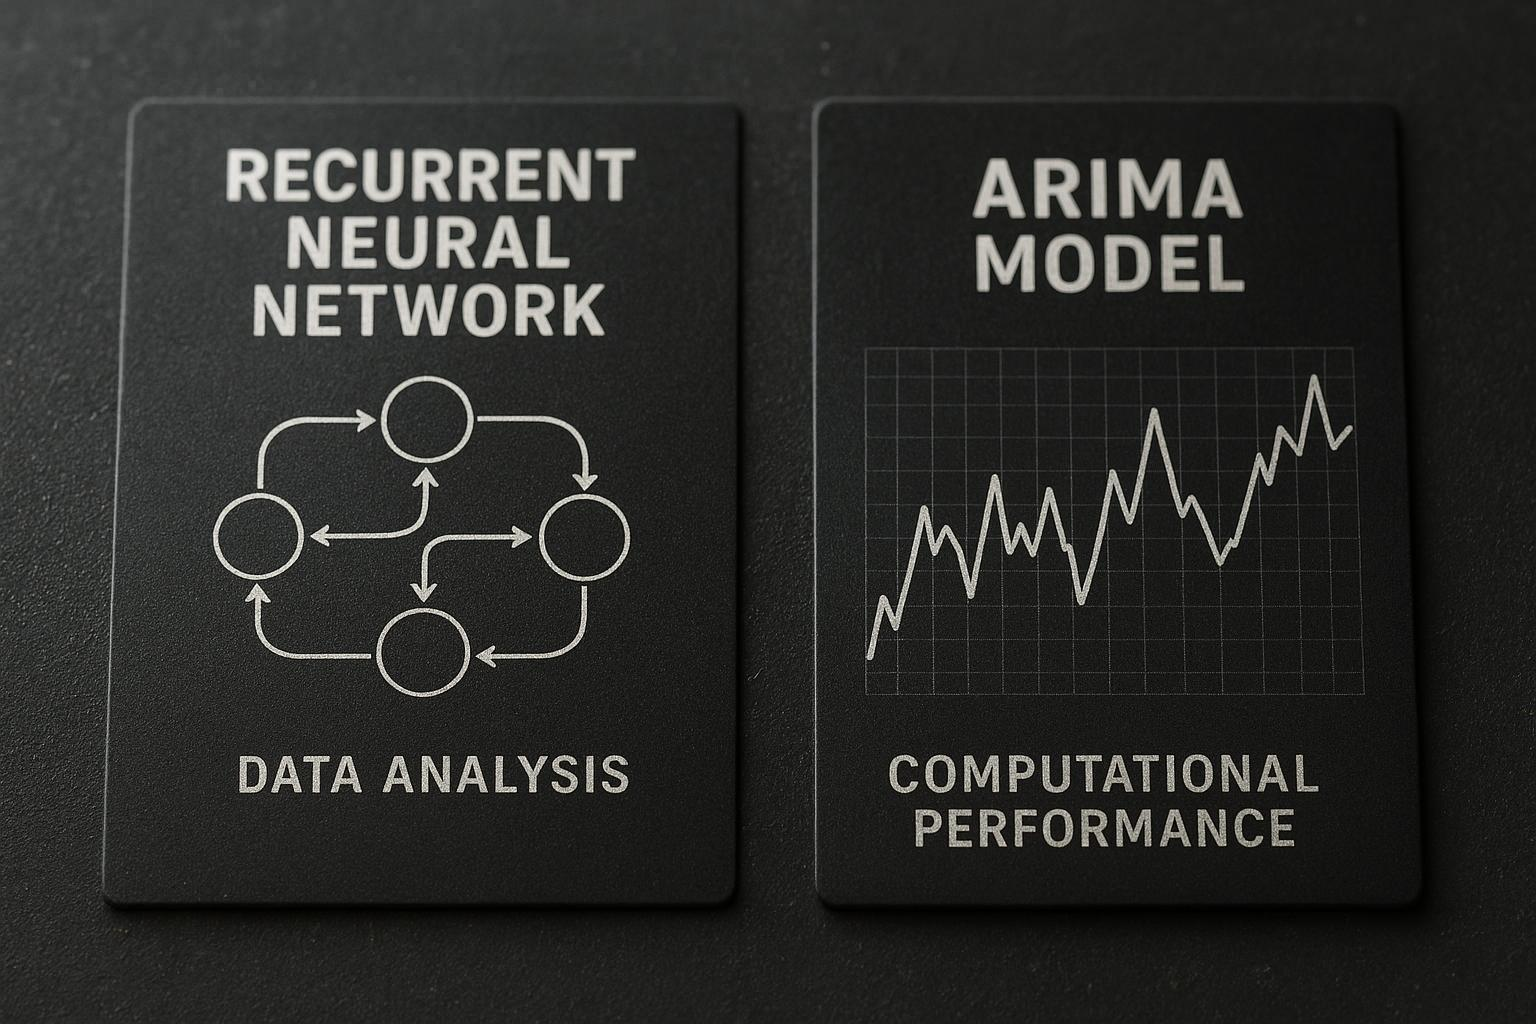 RECURRENT
NEURAL
NETWORK
DATA ANALYSIS
ARIMA
MODEL
COMPUTATIONAL
PERFORMANCE